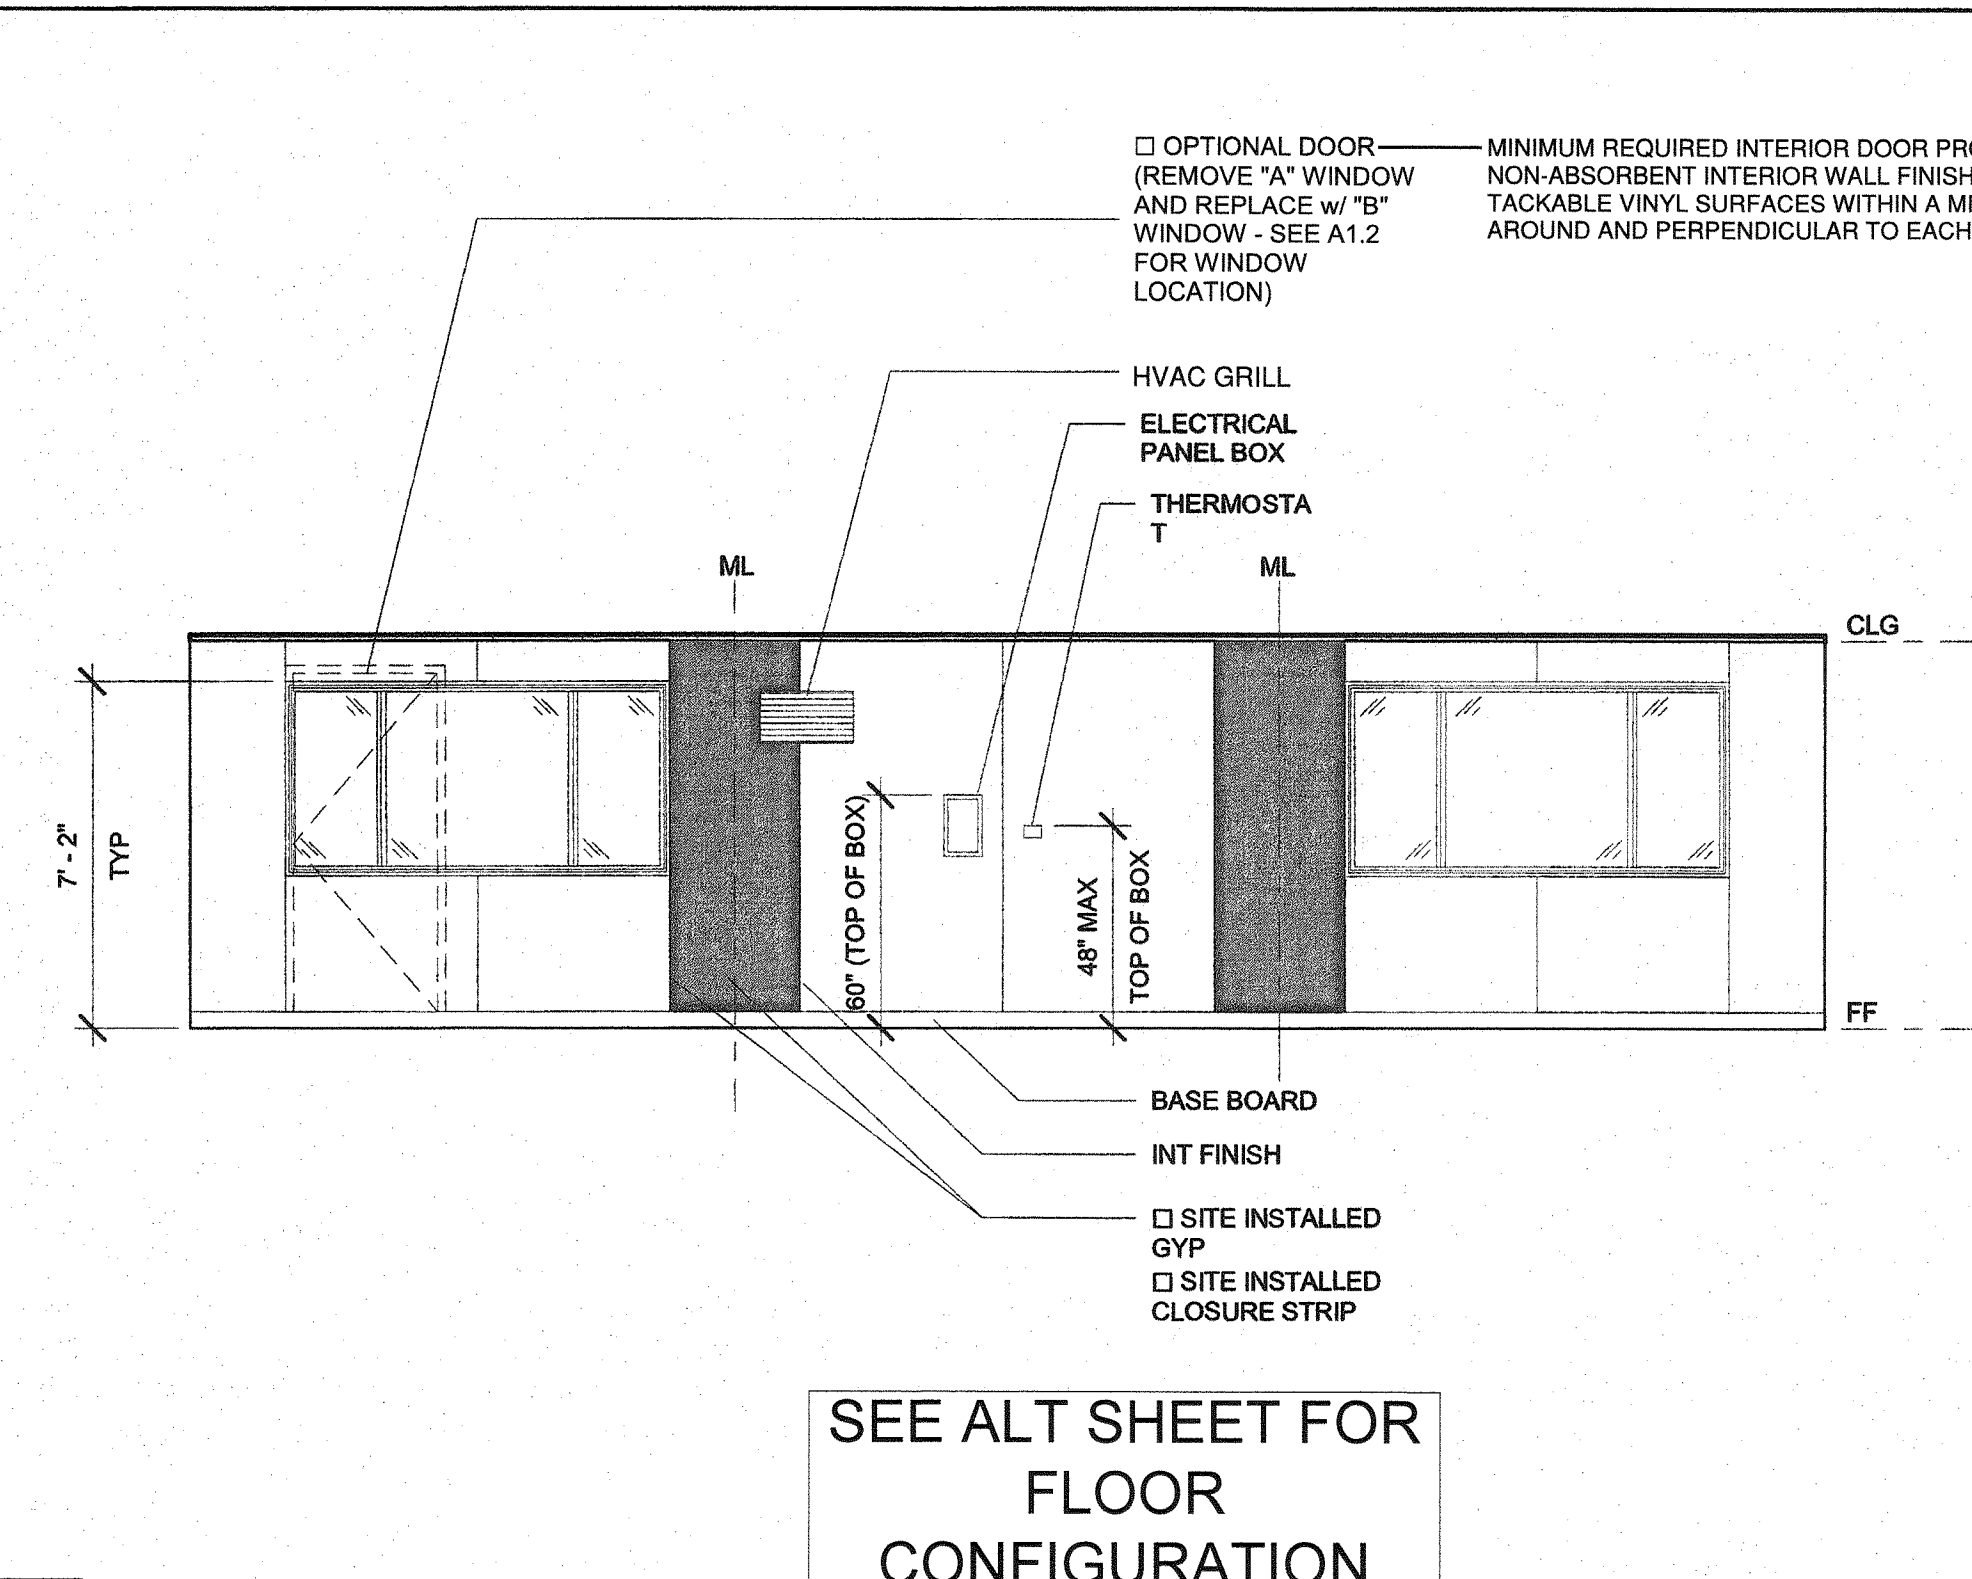 ☐ OPTIONAL DOOR
(REMOVE "A" WINDOW
AND REPLACE w/ "B"
WINDOW - SEE A1.2
FOR WINDOW
LOCATION)
MINIMUM REQUIRED INTERIOR DOOR
NON-ABSORBENT INTERIOR WALL FINISH
TACKABLE VINYL SURFACES WITHIN A
AROUND AND PERPENDICULAR TO EACH
HVAC GRILL
ELECTRICAL
PANEL BOX
THERMOSTA
T
ML
ML
CLG
7' - 2"
TYP
60" (TOP OF BOX)
48" MAX
TOP OF BOX
FF
BASE BOARD
INT FINISH
☐ SITE INSTALLED
GYP
☐ SITE INSTALLED
CLOSURE STRIP
SEE ALT SHEET FOR
FLOOR
CONFIGURATION